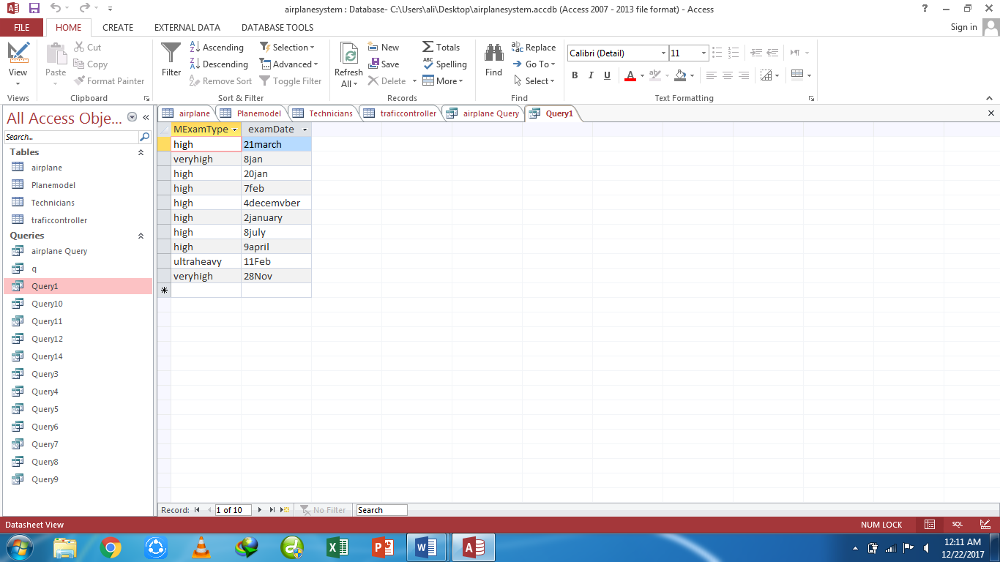 airplanesystem : Database- C:\Users\ali\Desktop\airplanesystem.accdb (Access 2007 - 2013 file format) - Access
FILE HOME CREATE EXTERNAL DATA DATABASE TOOLS Sign in
View
Views
Paste
Cut
Copy
Format Painter
Clipboard
Filter
Ascending
Descending
Remove Sort
Selection
Advanced
Toggle Filter
Sort & Filter
Refresh
All
New
Save
Delete
Totals
Spelling
More
Records
Find
Replace
Go To
Select
Find
Calibri (Detail) 11
B I U A
Text Formatting
All Access Obje...
Search...
Tables
airplane
Planemodel
Technicians
traficcontroller
Queries
airplane Query
q
Query1
Query10
Query11
Query12
Query14
Query3
Query4
Query5
Query6
Query7
Query8
Query9
airplane Planemodel Technicians traficcontroller airplane Query Query1
MExamType examDate
high 21march
veryhigh 8jan
high 20jan
high 7feb
high 4decemvber
high 2january
high 8july
high 9april
ultraheavy 11Feb
veryhigh 28Nov
Record: 1 of 10 No Filter Search
Datasheet View NUM LOCK SQL
12:11 AM
12/22/2017